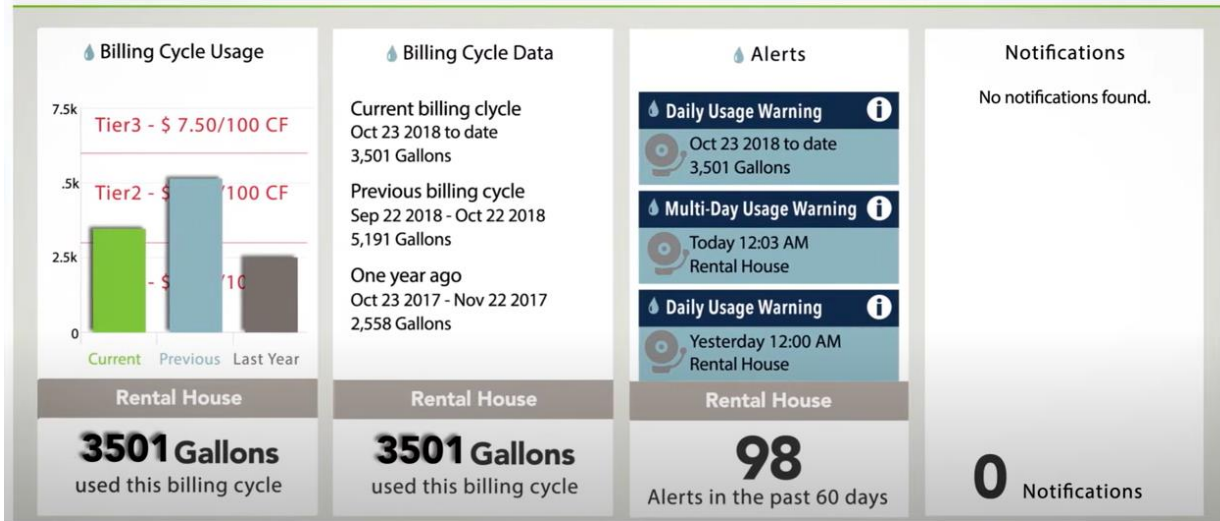 Billing Cycle Usage
7.5k
Tier3 - $ 7.50/100 CF
.5k
Tier2 - $ /100 CF
2.5k
- $ /10
0
Current Previous Last Year
Rental House
3501 Gallons
used this billing cycle
Billing Cycle Data
Current billing clycle
Oct 23 2018 to date
3,501 Gallons
Previous billing cycle
Sep 22 2018 - Oct 22 2018
5,191 Gallons
One year ago
Oct 23 2017 - Nov 22 2017
2,558 Gallons
Rental House
3501 Gallons
used this billing cycle
Alerts
Daily Usage Warning i
Oct 23 2018 to date
3,501 Gallons
Multi-Day Usage Warning i
Today 12:03 AM
Rental House
Daily Usage Warning i
Yesterday 12:00 AM
Rental House
Rental House
98
Alerts in the past 60 days
Notifications
No notifications found.
0 Notifications